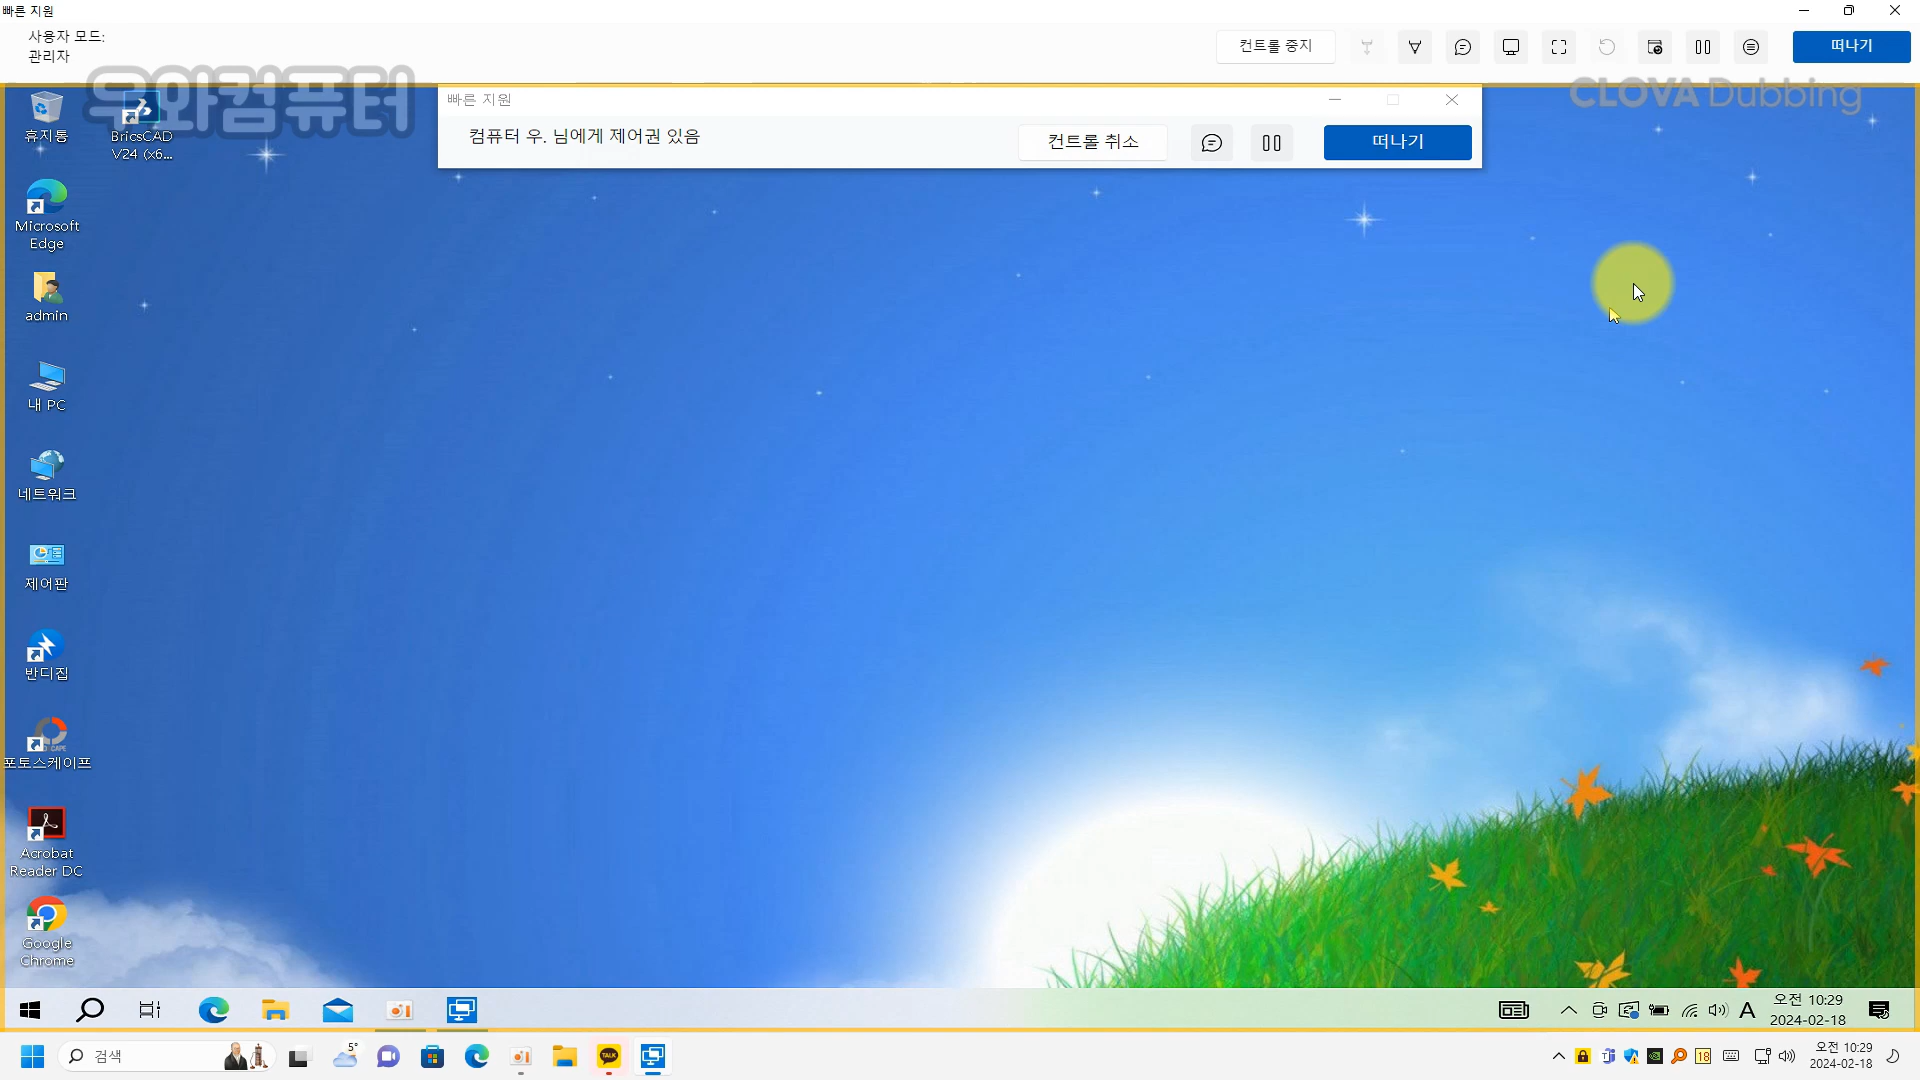 빠른 지원
사용자 모드:
관리자
컨트롤 중지
떠나기
우와컴퓨터
CLOVA Dubbing
빠른 지원
컴퓨터 우. 님에게 제어권 있음
컨트롤 취소
떠나기
휴지통
BricsCAD
V24 (x6...
Microsoft
Edge
admin
내 PC
네트워크
제어판
반디집
포토스케이프
Acrobat
Reader DC
Google
Chrome
A
오전 10:29
2024-02-18
검색
5°
TALK
18
오전 10:29
2024-02-18